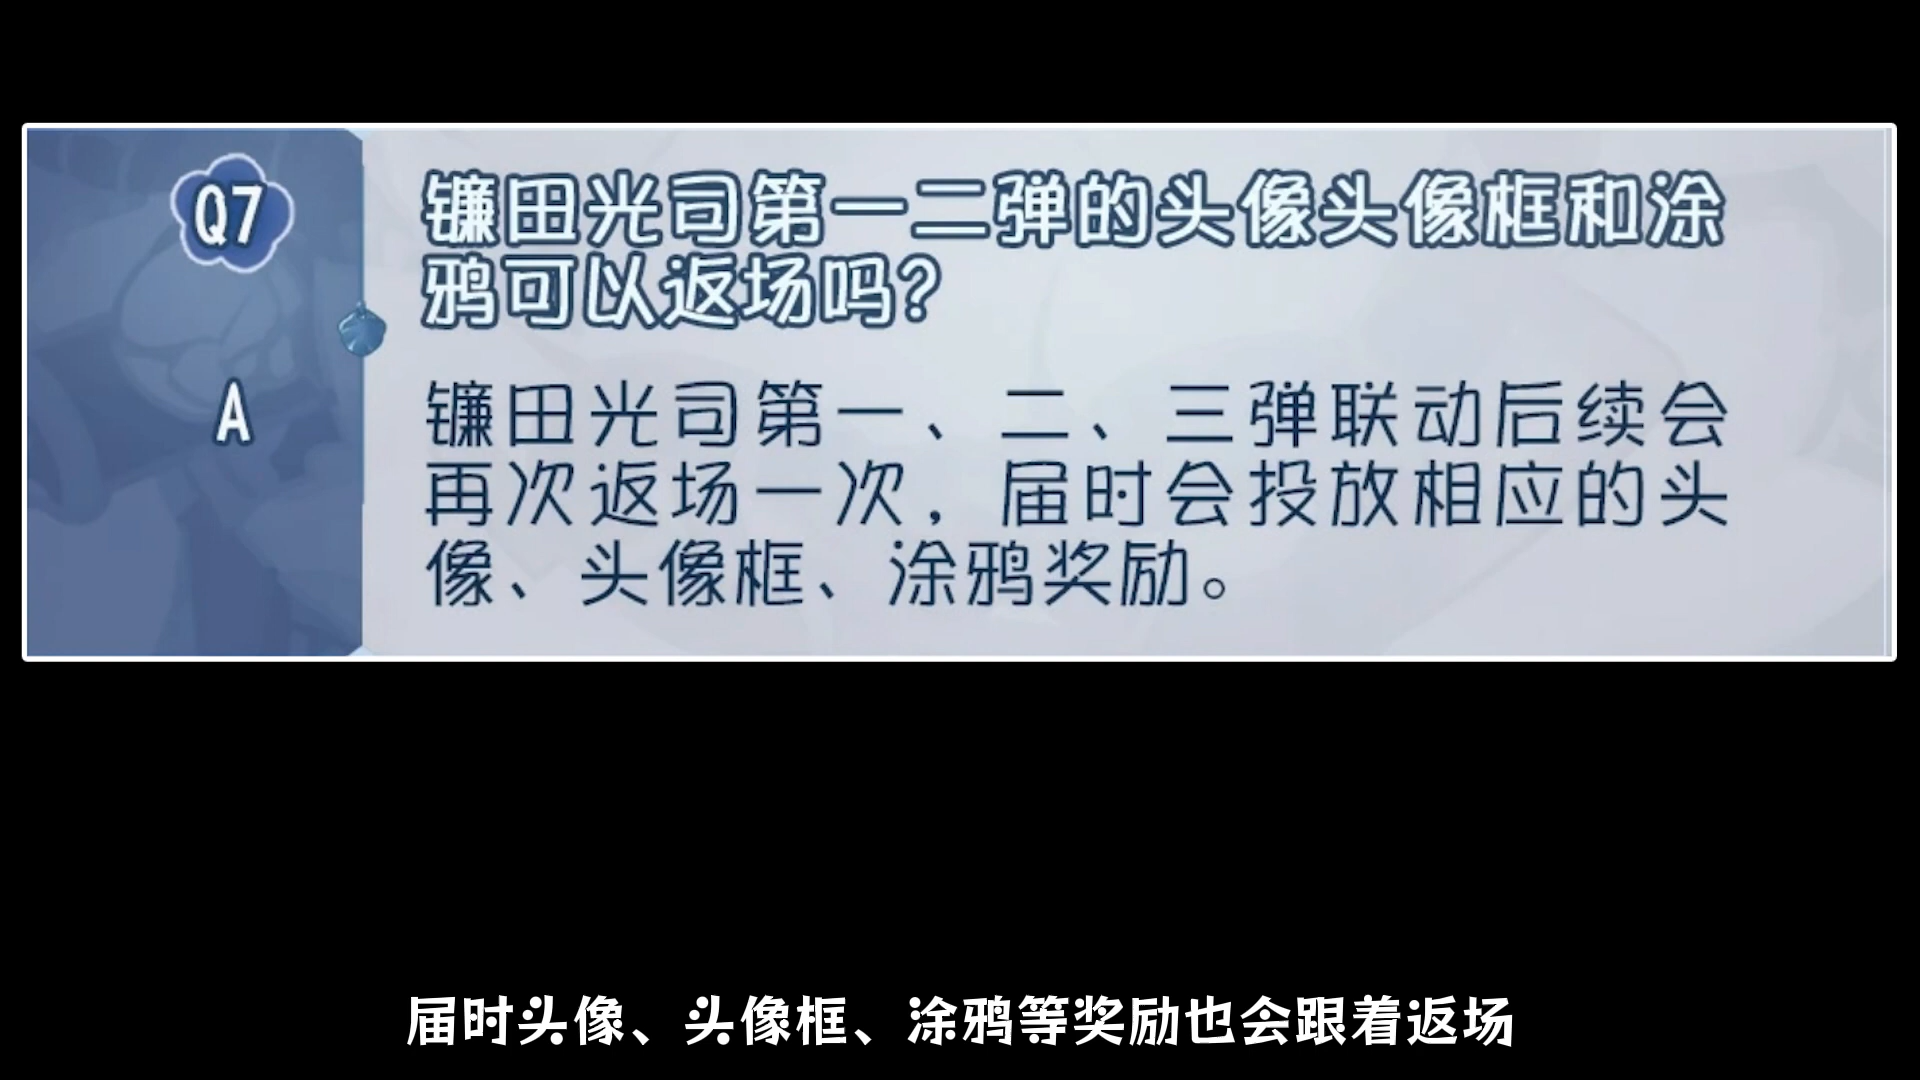 Q7
镰田光司第一二弹的头像头像框和涂
鸦可以返场吗？
A
镰田光司第一、二、三弹联动后续会
再次返场一次，届时会投放相应的头
像、头像框、涂鸦奖励。
届时头像、头像框、涂鸦等奖励也会跟着返场